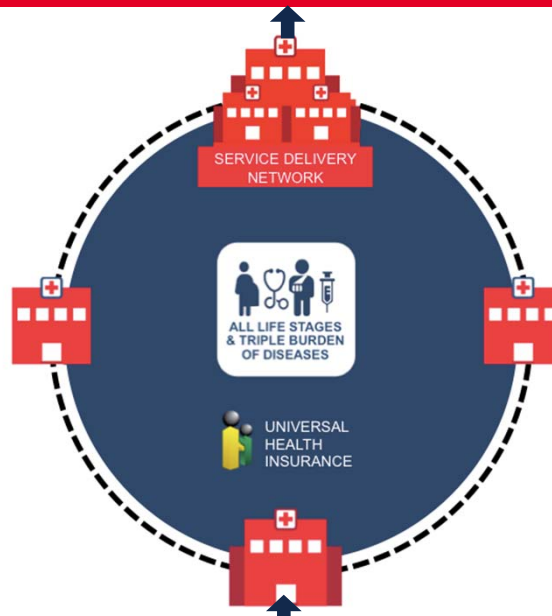 SERVICE DELIVERY
NETWORK
ALL LIFE STAGES
& TRIPLE BURDEN
OF DISEASES
UNIVERSAL
HEALTH
INSURANCE